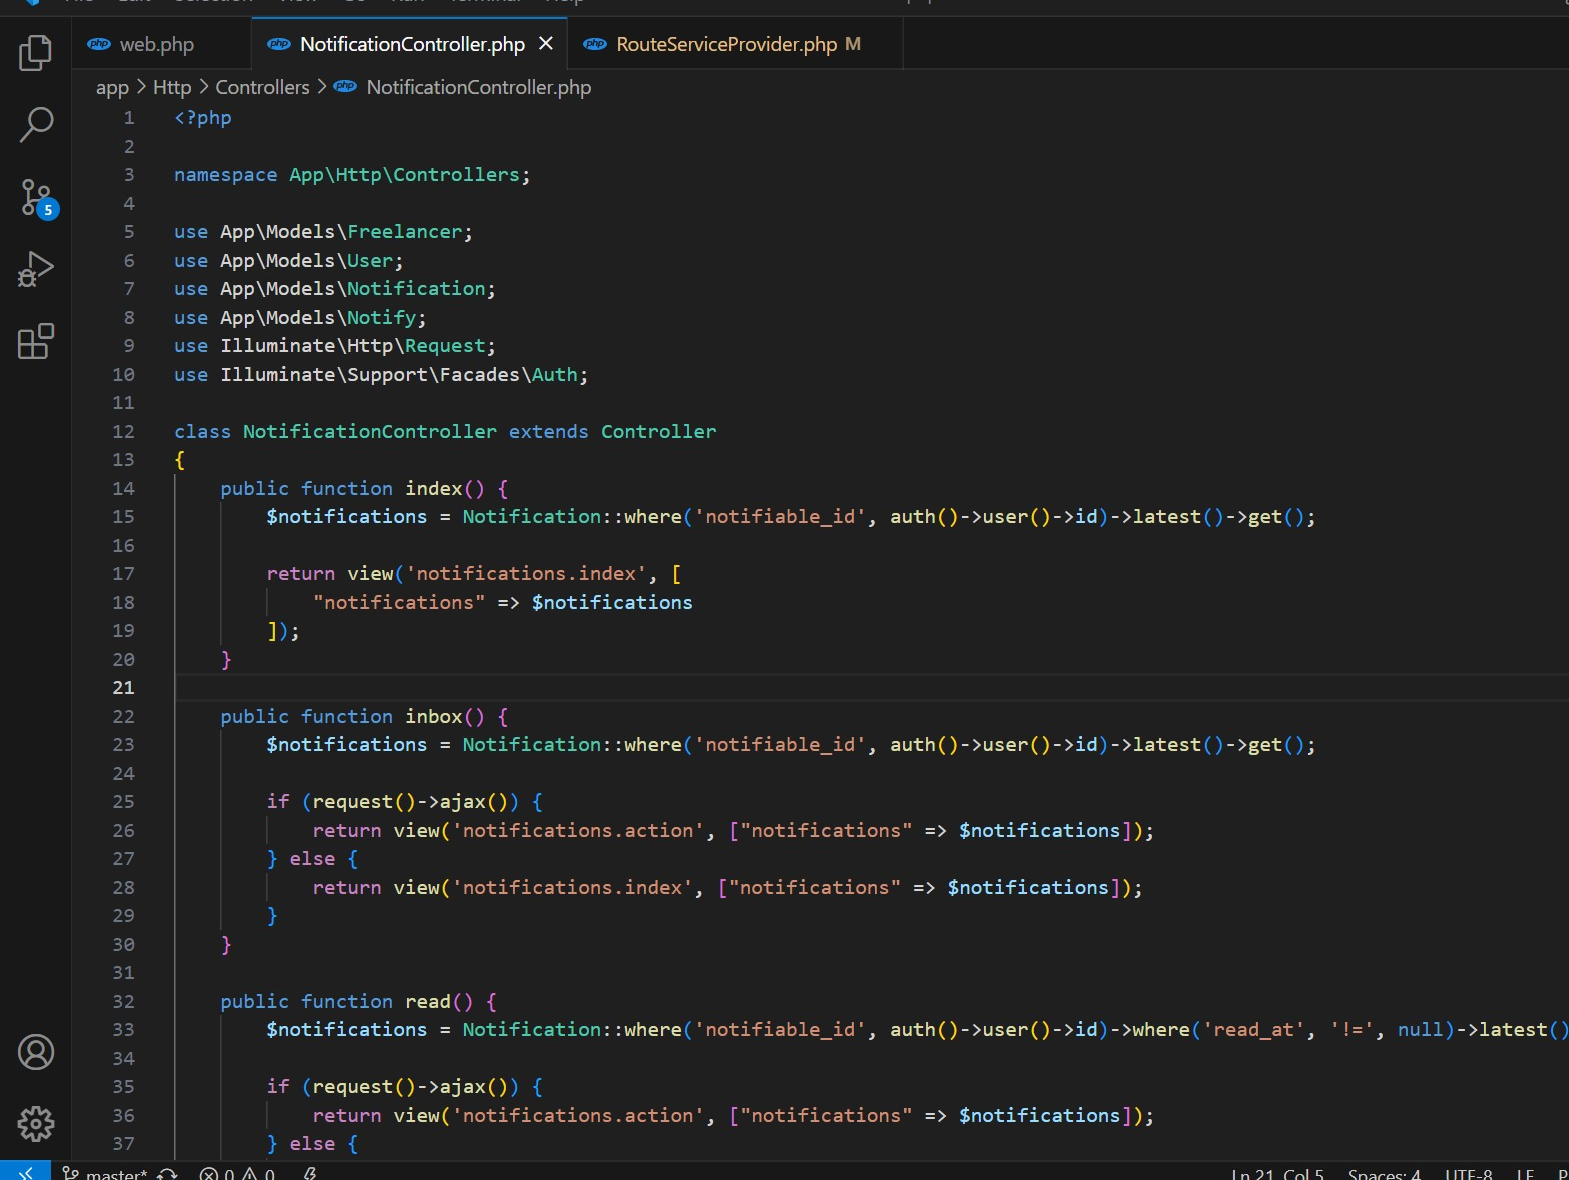 web.php
NotificationController.php
RouteServiceProvider.php M
app > Http > Controllers > NotificationController.php
1 <?php
2
3 namespace App\Http\Controllers;
4
5 use App\Models\Freelancer;
6 use App\Models\User;
7 use App\Models\Notification;
8 use App\Models\Notify;
9 use Illuminate\Http\Request;
10 use Illuminate\Support\Facades\Auth;
11
12 class NotificationController extends Controller
13 {
14     public function index() {
15         $notifications = Notification::where('notifiable_id', auth()->user()->id)->latest()->get();
16
17         return view('notifications.index', [
18             "notifications" => $notifications
19         ]);
20     }
21
22     public function inbox() {
23         $notifications = Notification::where('notifiable_id', auth()->user()->id)->latest()->get();
24
25         if (request()->ajax()) {
26             return view('notifications.action', ["notifications" => $notifications]);
27         } else {
28             return view('notifications.index', ["notifications" => $notifications]);
29         }
30     }
31
32     public function read() {
33         $notifications = Notification::where('notifiable_id', auth()->user()->id)->where('read_at', '!=', null)->latest()
34
35         if (request()->ajax()) {
36             return view('notifications.action', ["notifications" => $notifications]);
37         } else {
5
master* 0 0 Ln 21, Col 5 Spaces: 4 UTF-8 LF